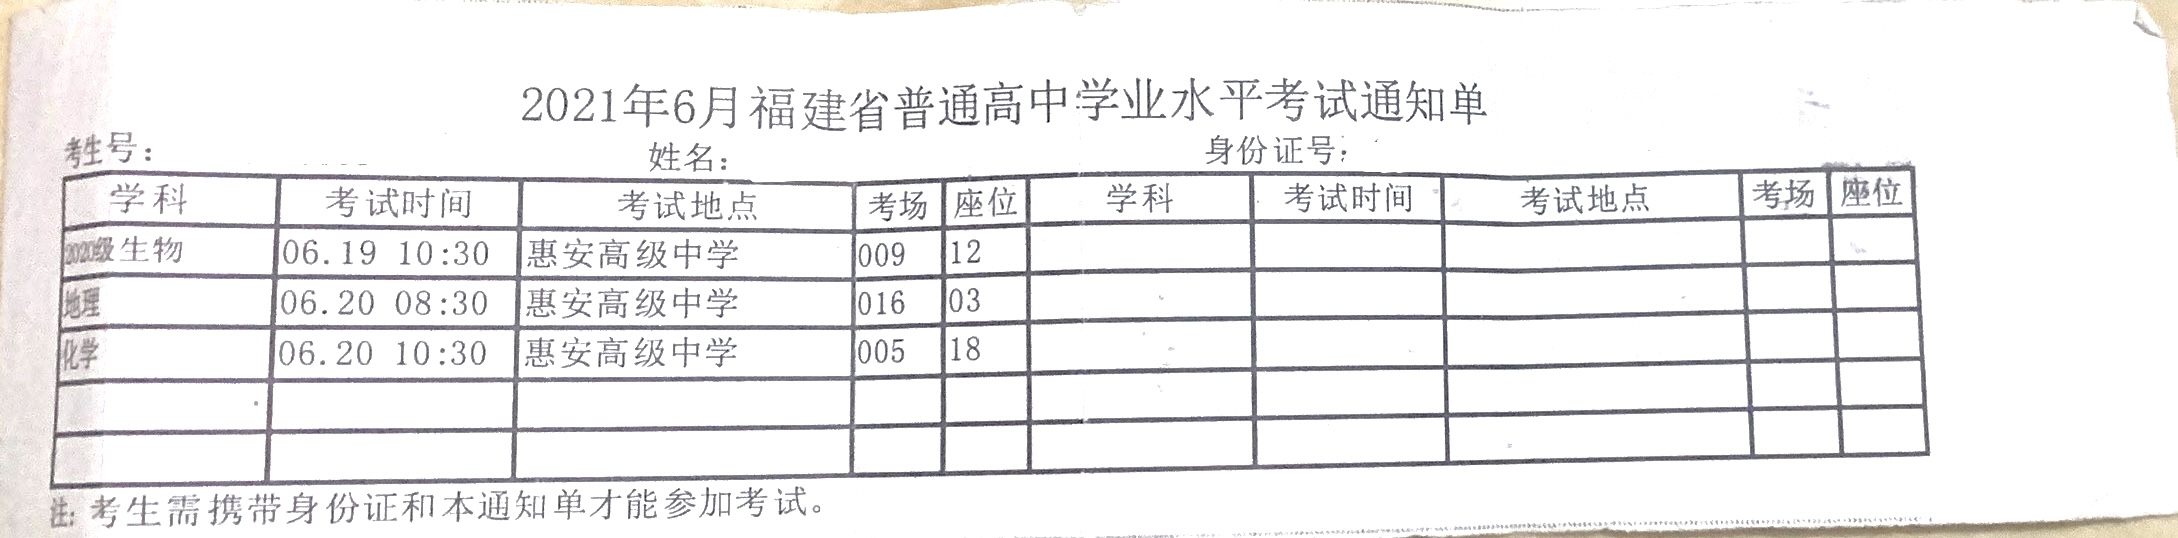 2021年6月福建省普通高中学业水平考试通知单
考生号: 姓名: 身份证号:
学科 考试时间 考试地点 考场 座位 学科 考试时间 考试地点 考场 座位
2020级生物 06.19 10:30 惠安高级中学 009 12
地理 06.20 08:30 惠安高级中学 016 03
化学 06.20 10:30 惠安高级中学 005 18
注: 考生需携带身份证和本通知单才能参加考试。